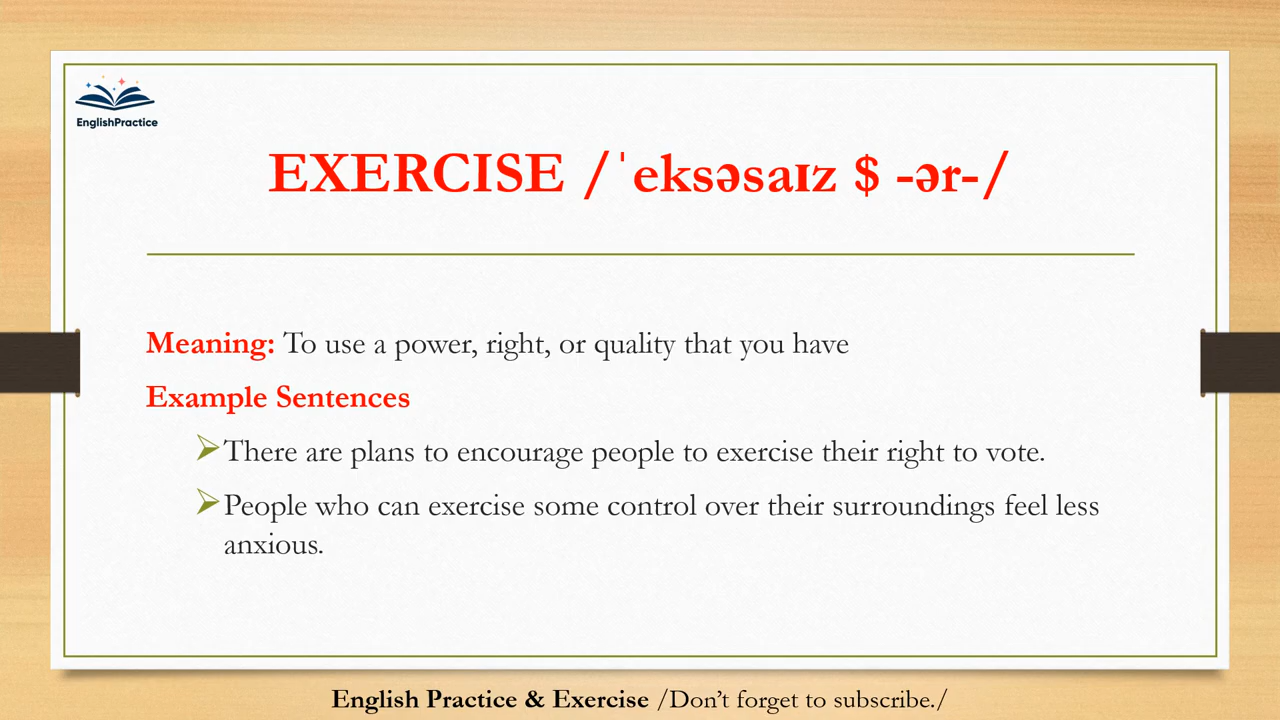 EnglishPractice
EXERCISE /ˈeksəsaɪz $ -ər-/
Meaning: To use a power, right, or quality that you have
Example Sentences
There are plans to encourage people to exercise their right to vote.
People who can exercise some control over their surroundings feel less
anxious.
English Practice & Exercise /Don’t forget to subscribe./